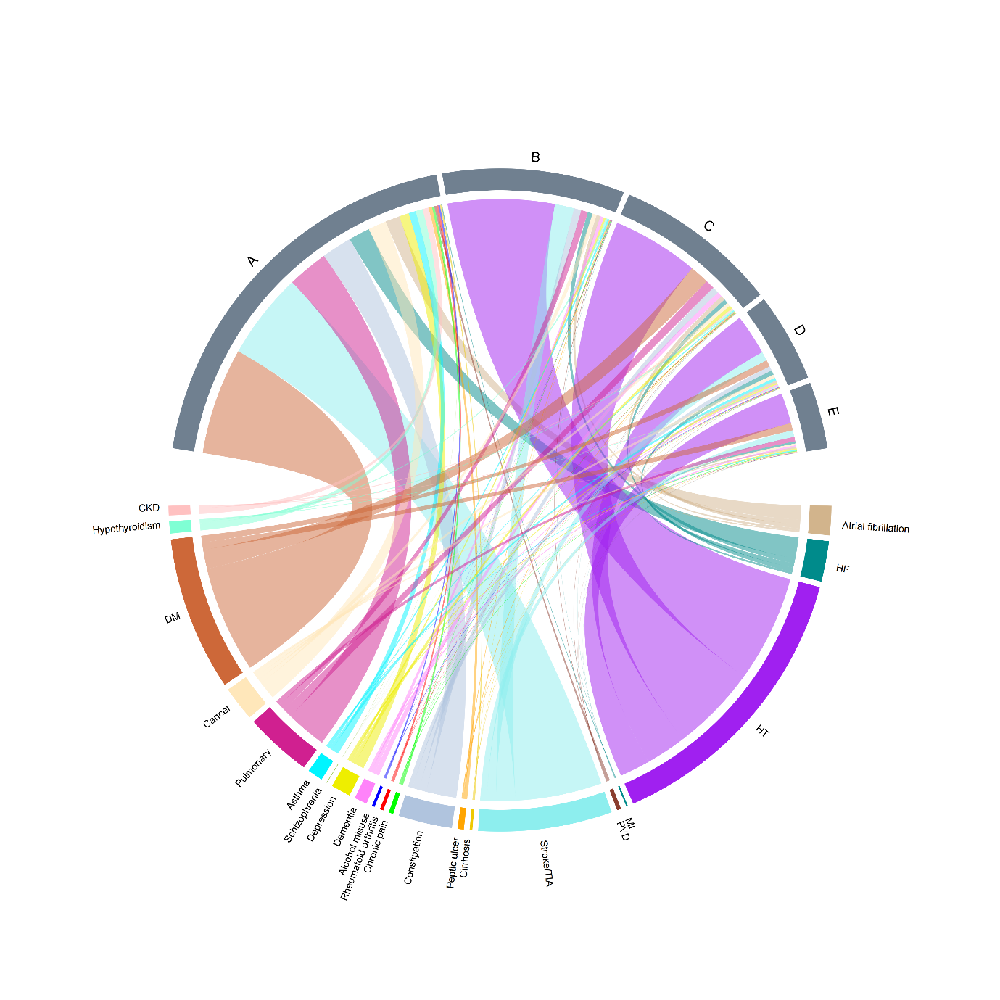 A
B
C
D
E
CKD
Hypothyroidism
DM
Cancer
Pulmonary
Asthma
Schizophrenia
Depression
Dementia
Alcohol misuse
Rheumatoid arthritis
Chronic pain
Constipation
Peptic ulcer
Cirrhosis
Stroke/TIA
PVD
MI
HT
HF
Atrial fibrillation